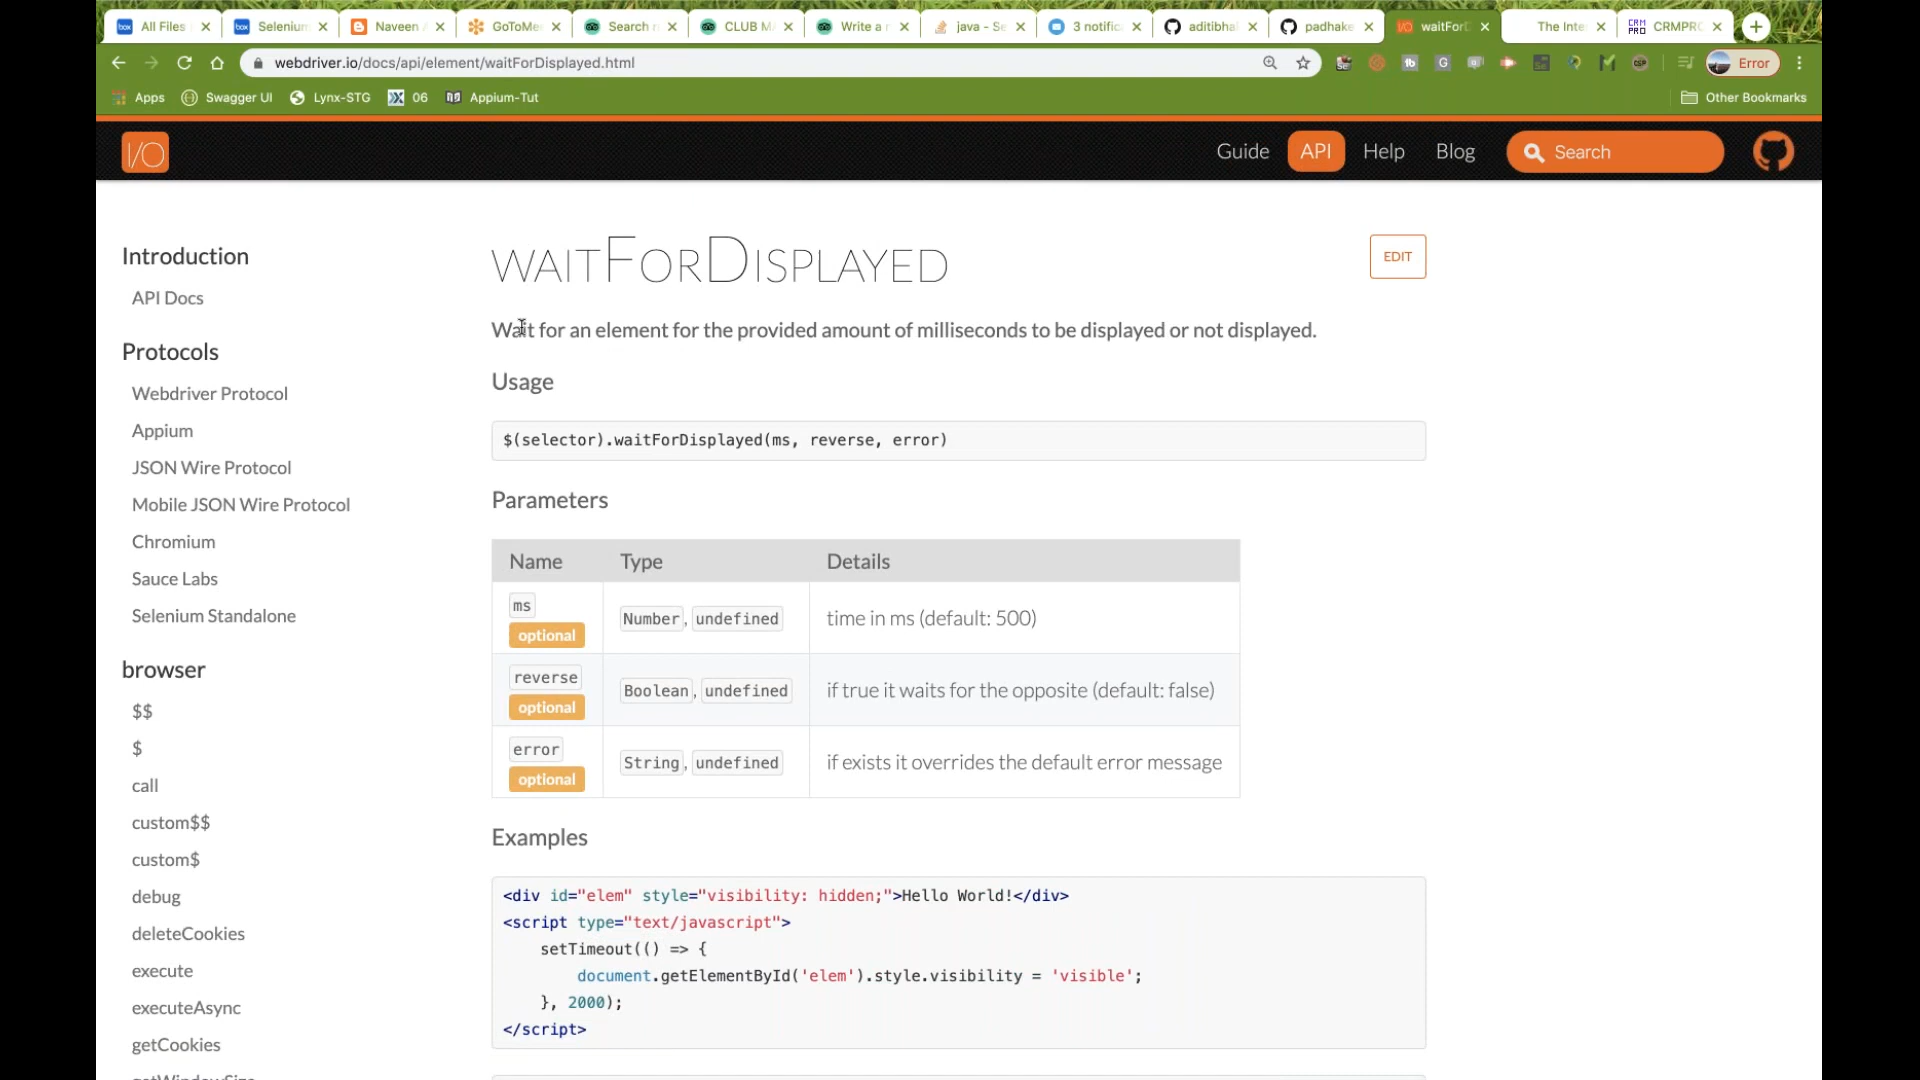 All Files
Selenium
Naveen
GoToMe
Search
CLUB M
Write a r
java - Se
3 notific
aditibha
padhake
waitForD
The Inte
CRM PRO CRMPRO
webdriver.io/docs/api/element/waitForDisplayed.html
Error
Apps
Swagger UI
Lynx-STG
06
Appium-Tut
Other Bookmarks
I/O
Guide
API
Help
Blog
Search
Introduction
API Docs
Protocols
Webdriver Protocol
Appium
JSON Wire Protocol
Mobile JSON Wire Protocol
Chromium
Sauce Labs
Selenium Standalone
browser
$$
$
call
custom$$
custom$
debug
deleteCookies
execute
executeAsync
getCookies
getWindowSize
waitForDisplayed
EDIT
Wait for an element for the provided amount of milliseconds to be displayed or not displayed.
Usage
$(selector).waitForDisplayed(ms, reverse, error)
Parameters
Name Type Details
ms optional Number, undefined time in ms (default: 500)
reverse optional Boolean, undefined if true it waits for the opposite (default: false)
error optional String, undefined if exists it overrides the default error message
Examples
<div id="elem" style="visibility: hidden;">Hello World!</div>
<script type="text/javascript">
setTimeout(() => {
document.getElementById('elem').style.visibility = 'visible';
}, 2000);
</script>